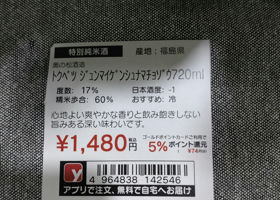 特別純米酒 産地：福島県
奥の松酒造
トクベツ ジュンマイゲンシュナマチョゾウ720ml
度数：17% 日本酒度：-1
精米歩合：60% おすすめ：冷
心地よい爽やかな香りと飲み飽きしない
旨みある深い味わいです。
ゴールドポイントカードご利用で
¥1,480税込円 5%ポイント還元
¥74相当
4 964838 142546
アプリで注文、無料で自宅へお届け